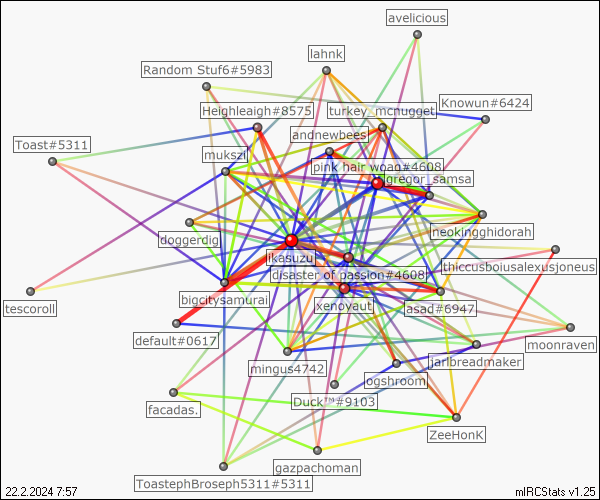 avelicious
lahnk
Random Stuf6#5983
Knowun#6424
Heighleaigh#8575
turkey_mcnugget
andnewbees
Toast#5311
mukszi
pink hair woan#4608
gregor_samsa
doggerdigi
neokingghidorah
ikasuzu
thiccusboiusalexusjoneus
disaster of passion#4608
bigcitysamurai
xenoyaut
tescoroll
asad#6947
default#0617
moonraven
jarlbreadmaker
mingus4742
ogshroom
Duck™#9103
facadas.
ZeeHonK
gazpachoman
ToastephBroseph5311#5311
22.2.2024 7:57
mIRCStats v1.25